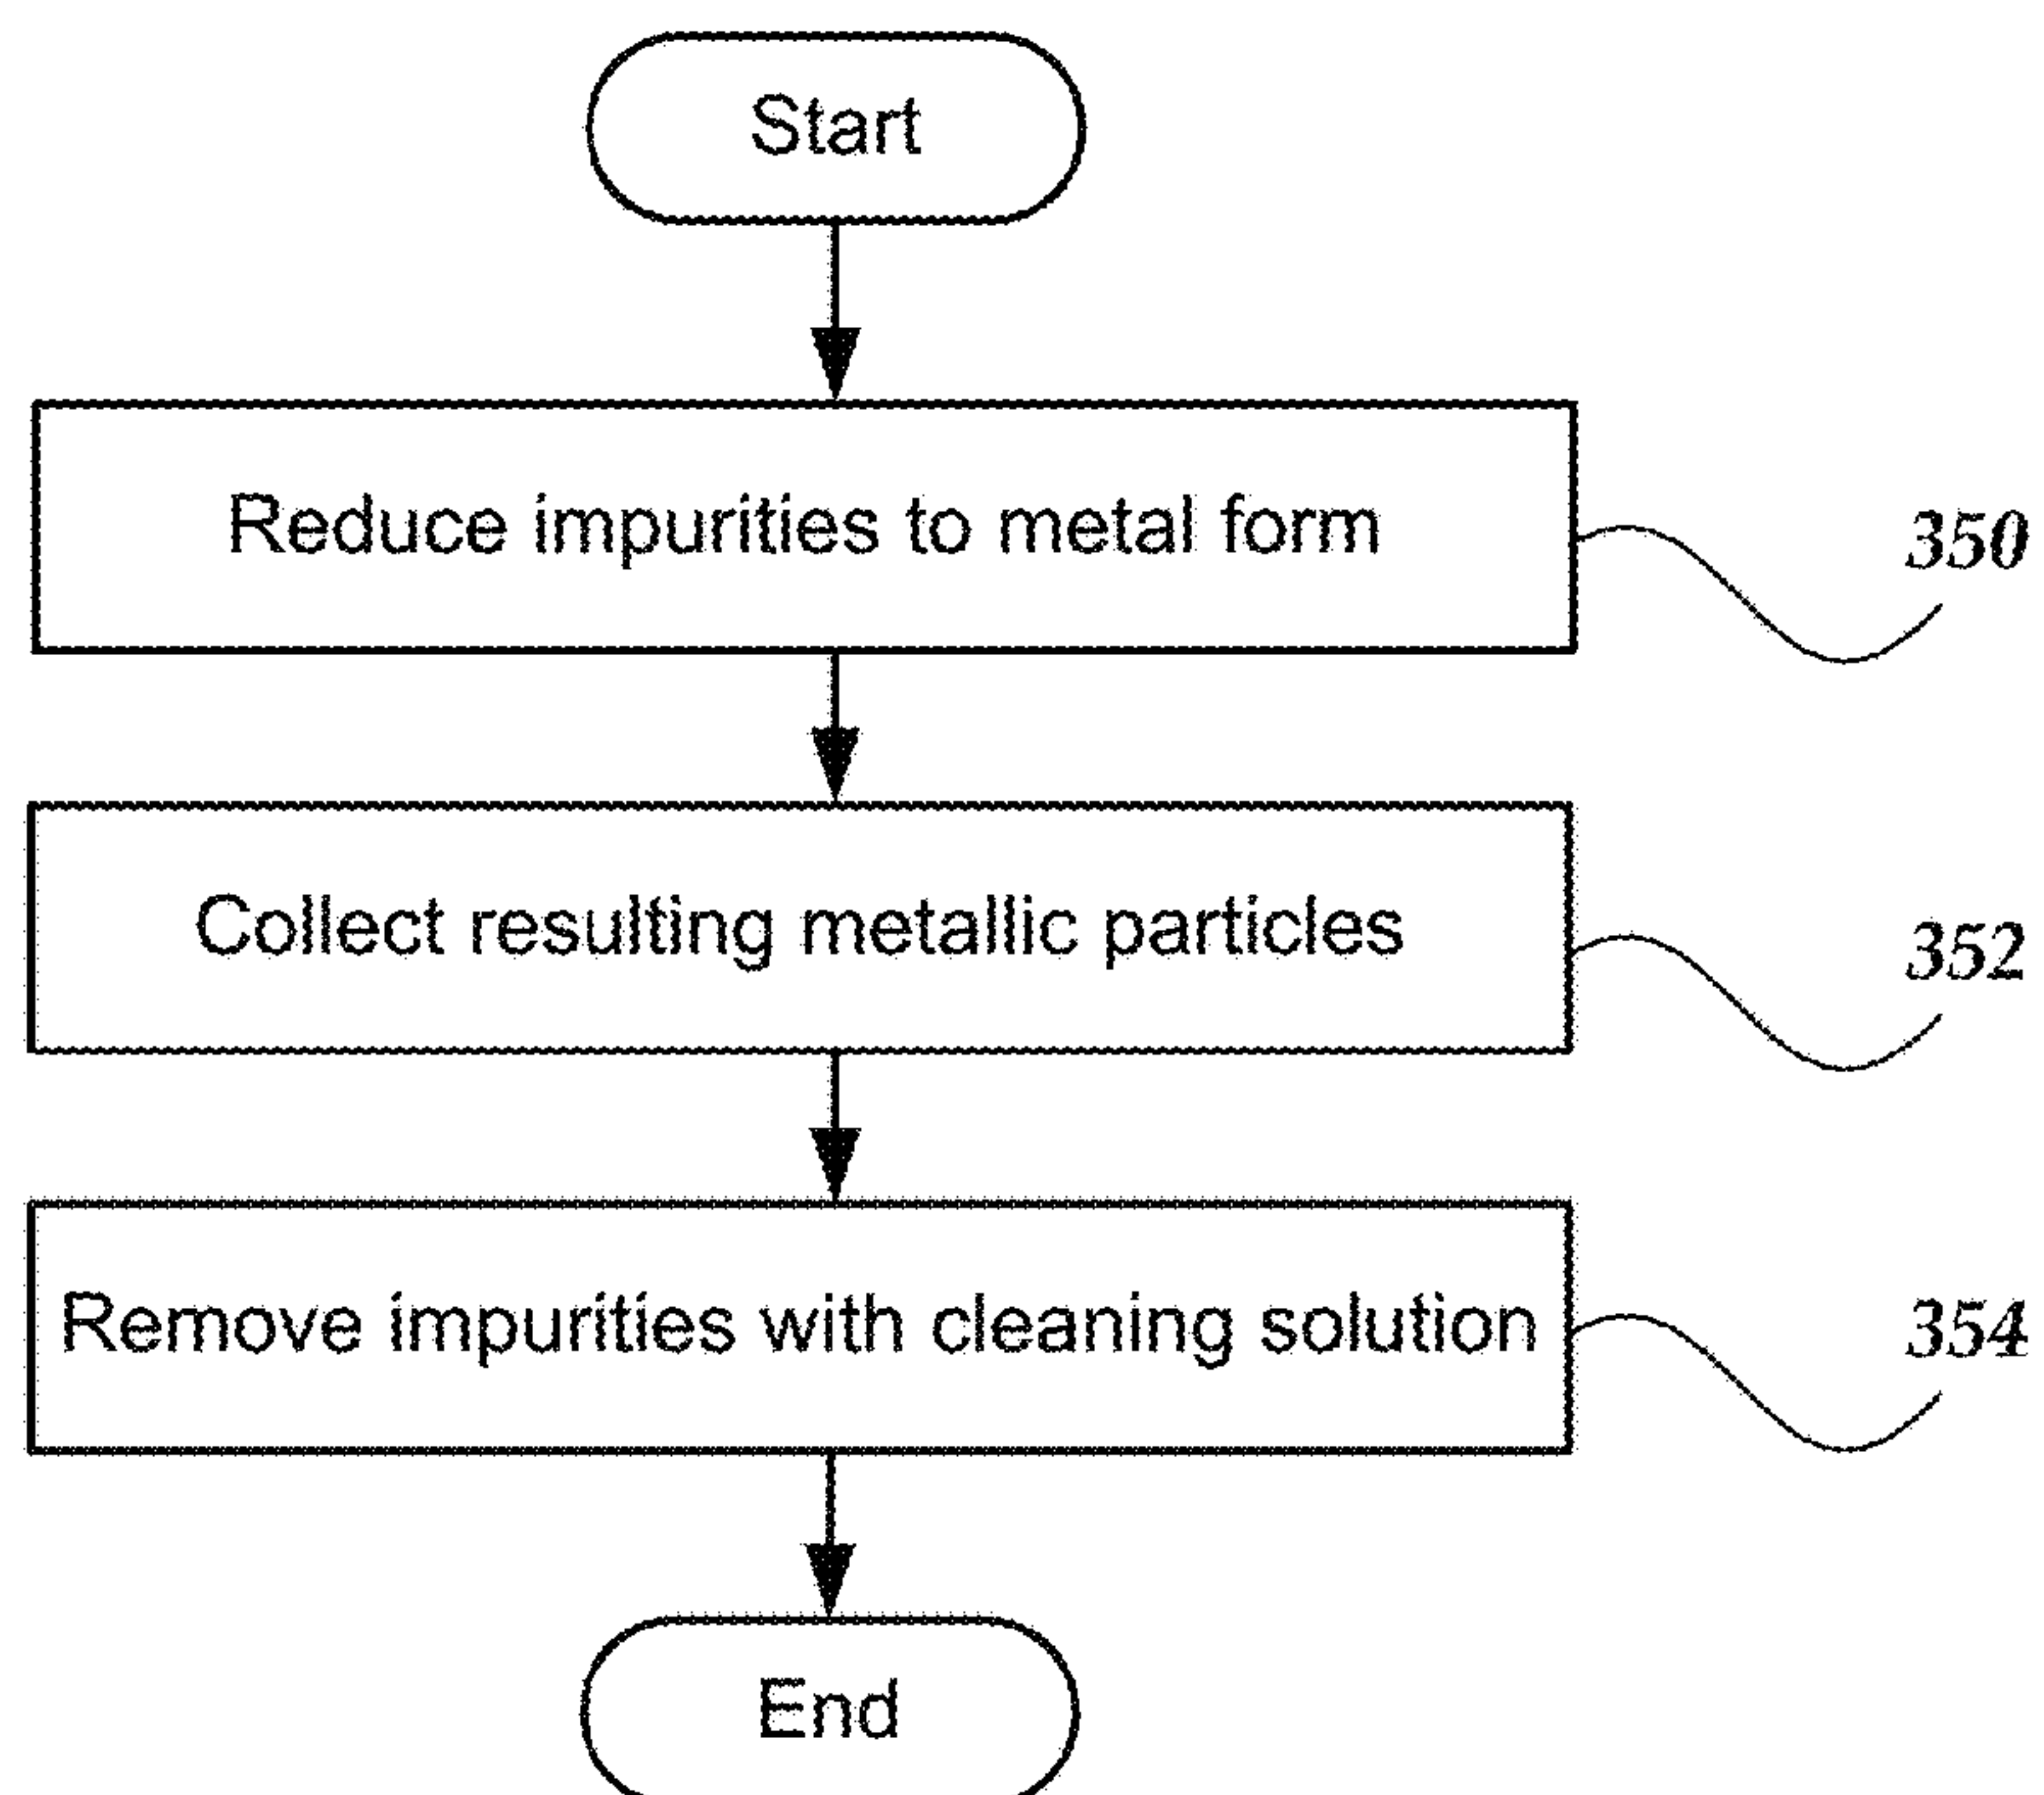 Start
Reduce impurities to metal form
350
Collect resulting metallic particles
352
Remove impurities with cleaning solution
354
End